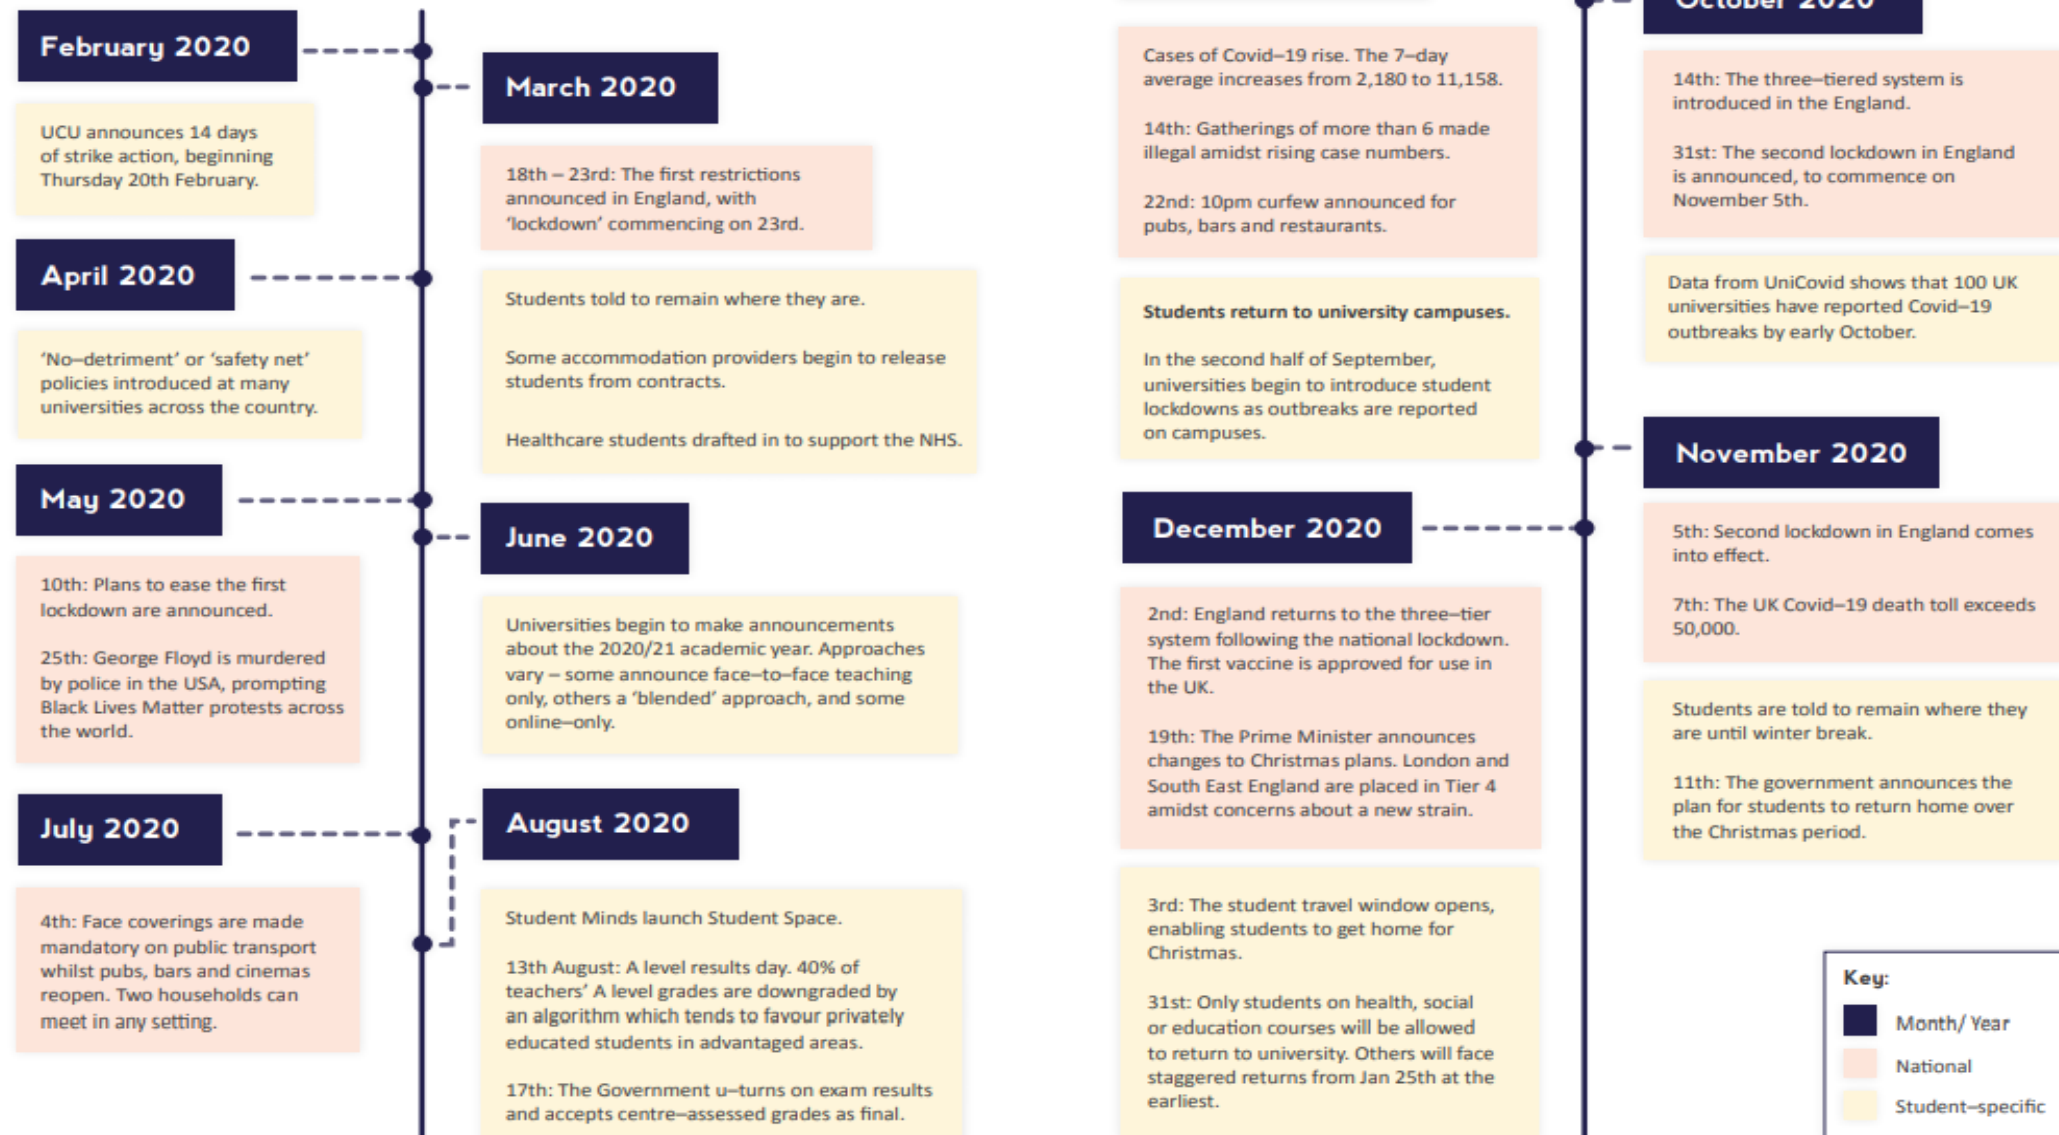 February 2020
UCU announces 14 days
of strike action, beginning
Thursday 20th February.
March 2020
18th – 23rd: The first restrictions
announced in England, with
‘lockdown’ commencing on 23rd.
Students told to remain where they are.
Some accommodation providers begin to release
students from contracts.
Healthcare students drafted in to support the NHS.
April 2020
‘No–detriment’ or ‘safety net’
policies introduced at many
universities across the country.
May 2020
10th: Plans to ease the first
lockdown are announced.
25th: George Floyd is murdered
by police in the USA, prompting
Black Lives Matter protests across
the world.
June 2020
Universities begin to make announcements
about the 2020/21 academic year. Approaches
vary – some announce face–to–face teaching
only, others a ‘blended’ approach, and some
online–only.
July 2020
4th: Face coverings are made
mandatory on public transport
whilst pubs, bars and cinemas
reopen. Two households can
meet in any setting.
August 2020
Student Minds launch Student Space.
13th August: A level results day. 40% of
teachers’ A level grades are downgraded by
an algorithm which tends to favour privately
educated students in advantaged areas.
17th: The Government u–turns on exam results
and accepts centre–assessed grades as final.
Cases of Covid–19 rise. The 7–day
average increases from 2,180 to 11,158.
14th: Gatherings of more than 6 made
illegal amidst rising case numbers.
22nd: 10pm curfew announced for
pubs, bars and restaurants.
Students return to university campuses.
In the second half of September,
universities begin to introduce student
lockdowns as outbreaks are reported
on campuses.
October 2020
14th: The three–tiered system is
introduced in the England.
31st: The second lockdown in England
is announced, to commence on
November 5th.
Data from UniCovid shows that 100 UK
universities have reported Covid–19
outbreaks by early October.
November 2020
5th: Second lockdown in England comes
into effect.
7th: The UK Covid–19 death toll exceeds
50,000.
Students are told to remain where they
are until winter break.
11th: The government announces the
plan for students to return home over
the Christmas period.
December 2020
2nd: England returns to the three–tier
system following the national lockdown.
The first vaccine is approved for use in
the UK.
19th: The Prime Minister announces
changes to Christmas plans. London and
South East England are placed in Tier 4
amidst concerns about a new strain.
3rd: The student travel window opens,
enabling students to get home for
Christmas.
31st: Only students on health, social
or education courses will be allowed
to return to university. Others will face
staggered returns from Jan 25th at the
earliest.
Key:
Month/ Year
National
Student–specific